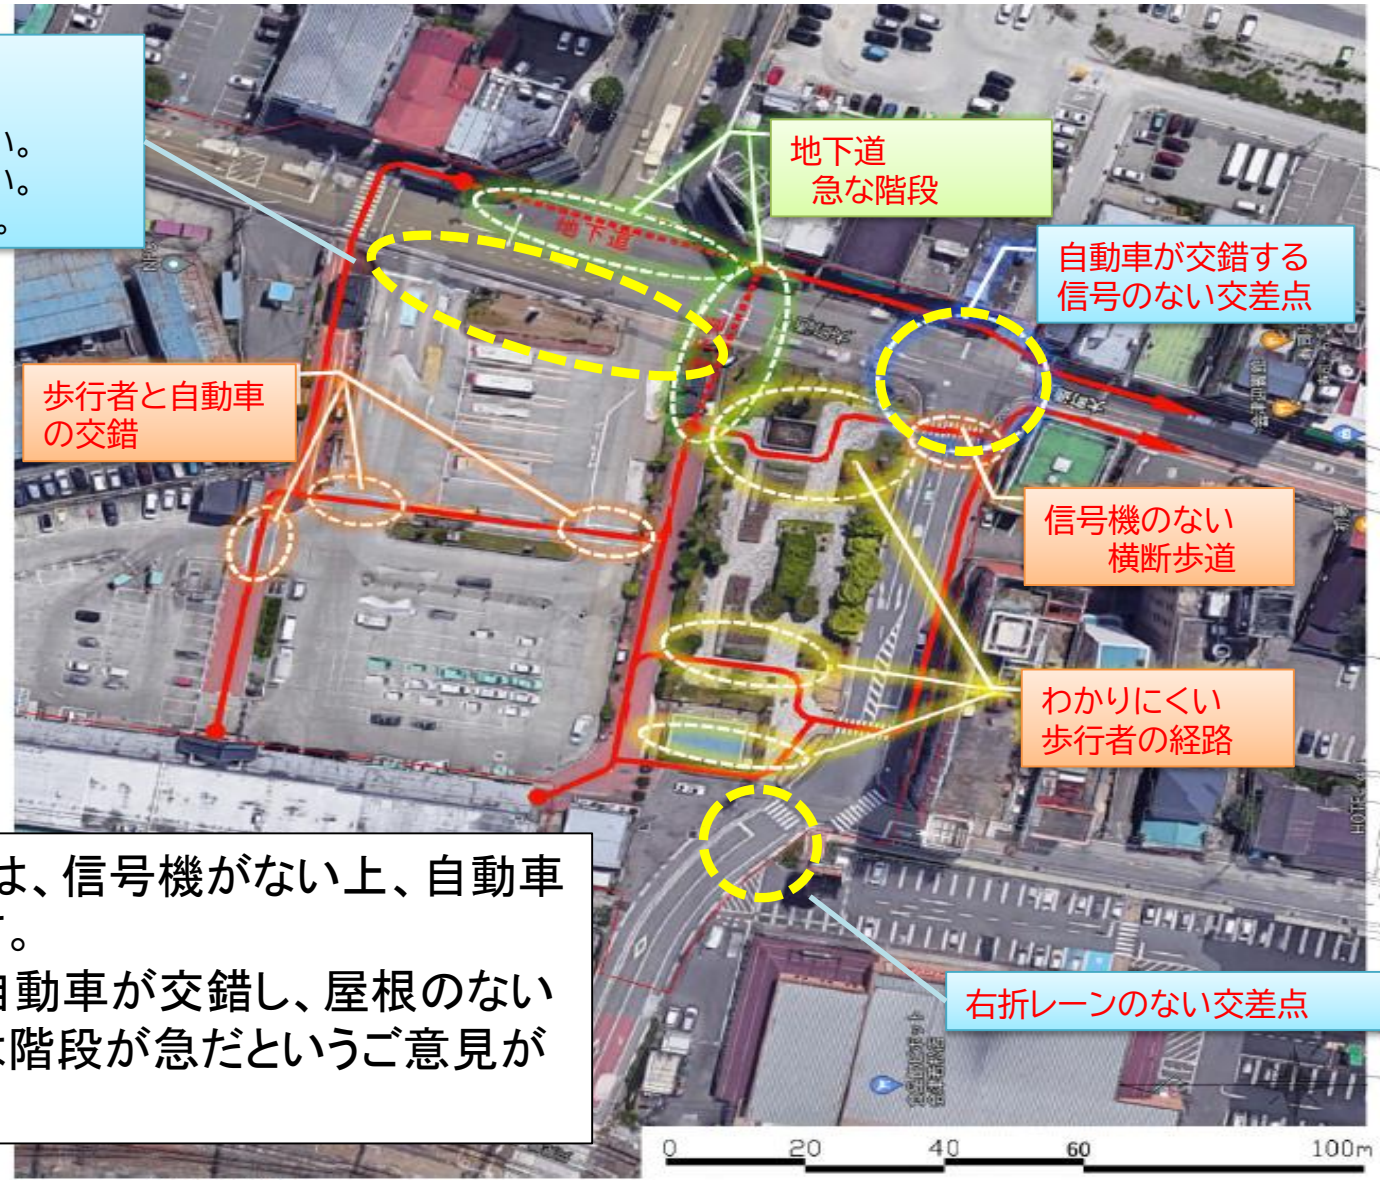 い。
い。
。
地下道
急な階段
自動車が交錯する
信号のない交差点
地下道
歩行者と自動車
の交錯
信号機のない
横断歩道
わかりにくい
歩行者の経路
は、信号機がない上、自動車
。
自動車が交錯し、屋根のない
階段が急だというご意見が
右折レーンのない交差点
0 20 40 60 100m